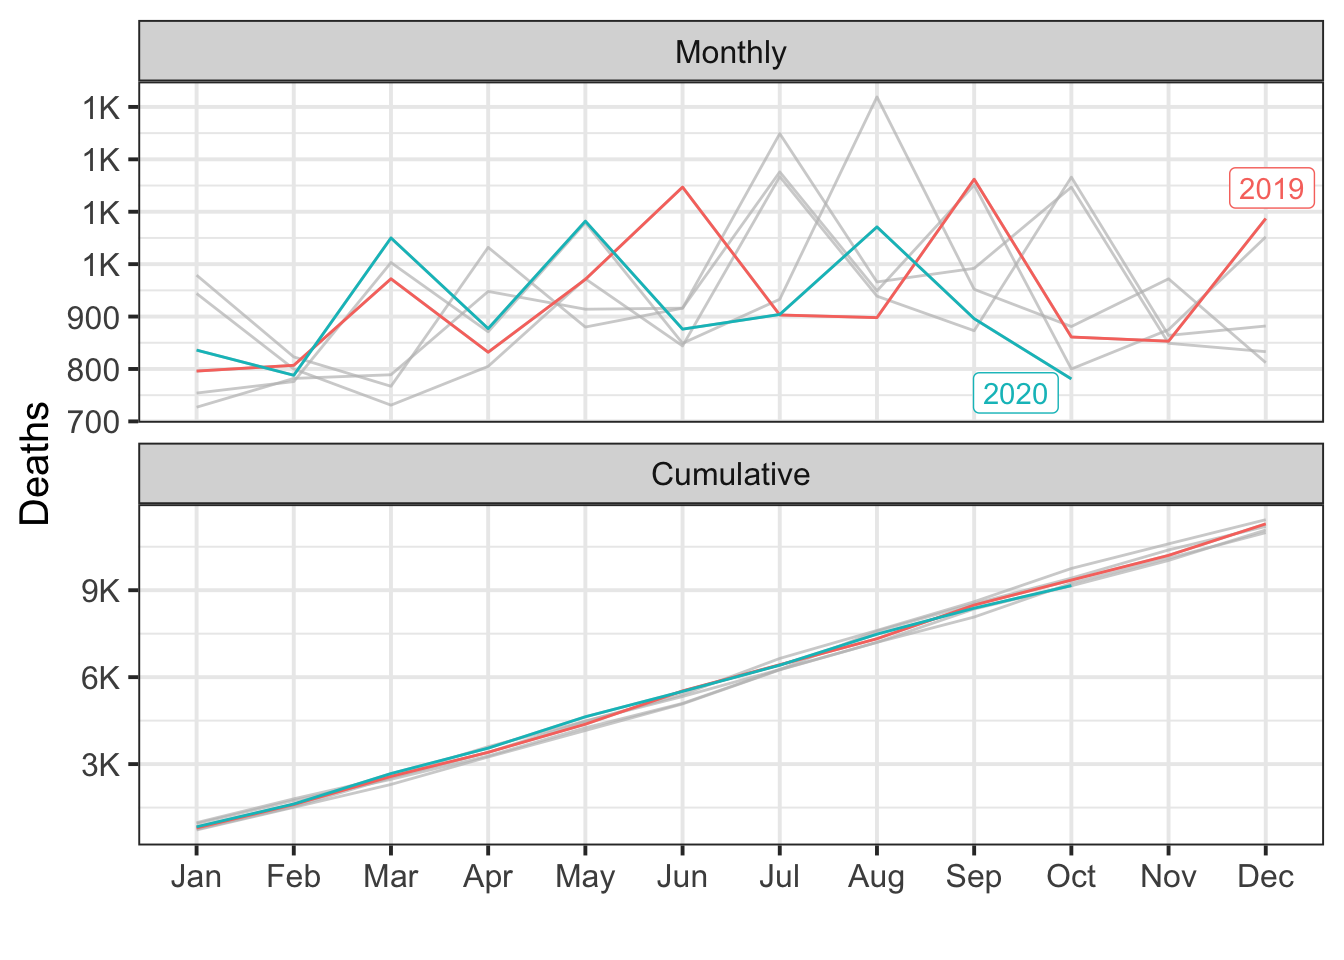 Monthly
1K
1K
1K
1K
900
800
700
2019
2020
Deaths
Cumulative
9K
6K
3K
Jan Feb Mar Apr May Jun Jul Aug Sep Oct Nov Dec